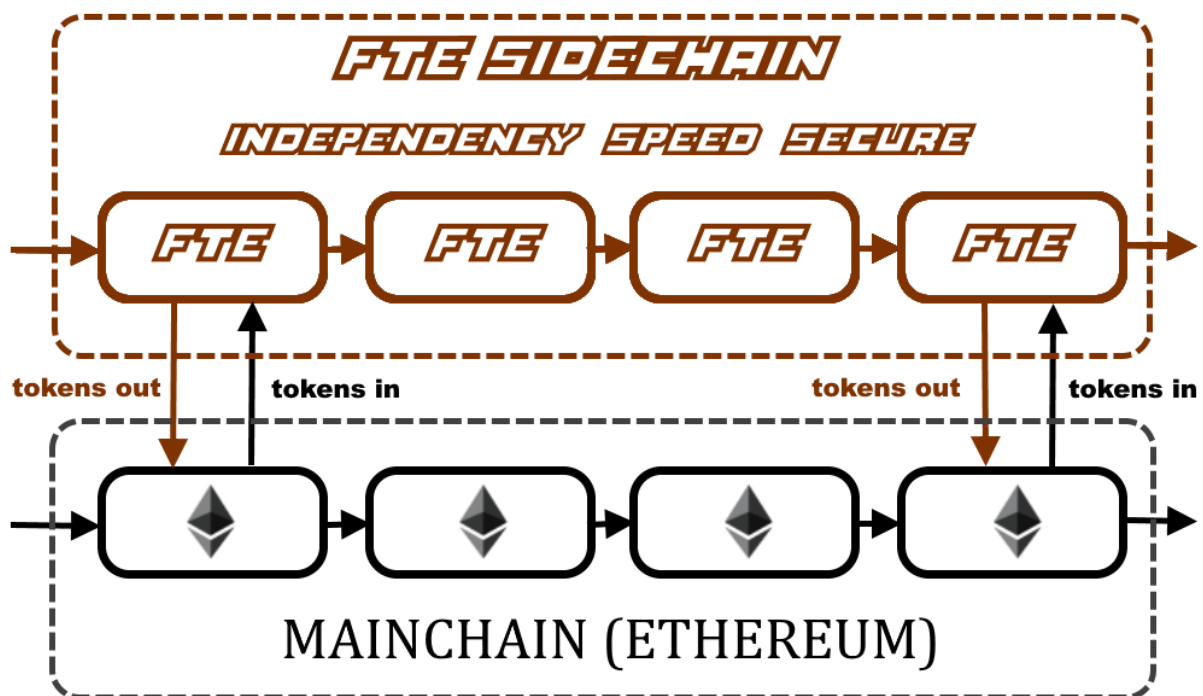 FTE SIDECHAIN
INDEPENDENCY SPEED SECURE
FTE FTE FTE FTE
tokens out tokens in tokens out tokens in
MAINCHAIN (ETHEREUM)